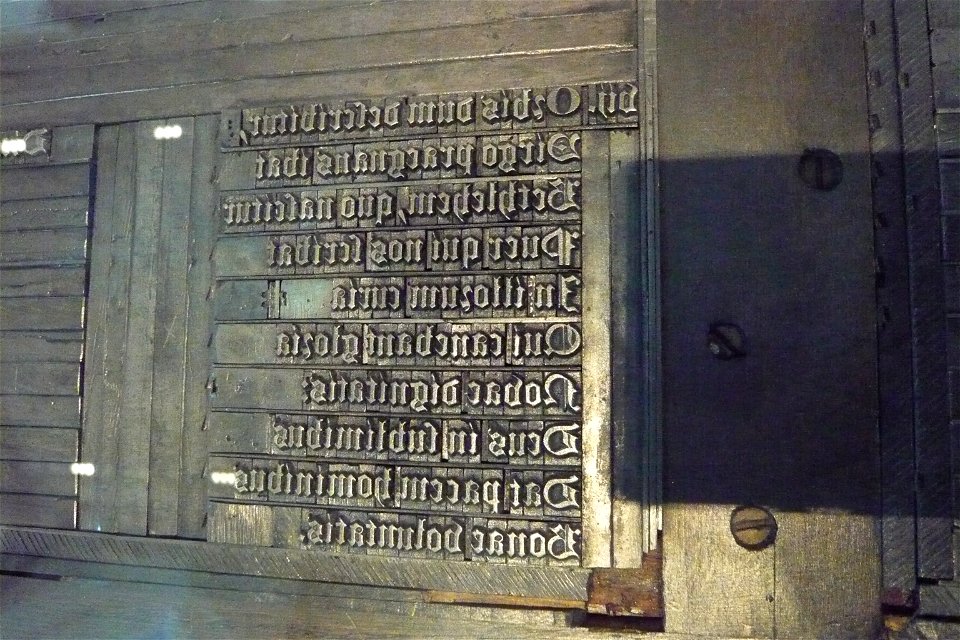 hy. Orbis dum deſcribitur,
Virgo praegnans ibat
Bethlehem, quo naſcitur
Puer qui nos ſcribat
In illorum curia
Qui canebant gloria
Novae dignitatis
Deus in ſublimibus
Dat pacem hominibus
Bonae voluntatis.